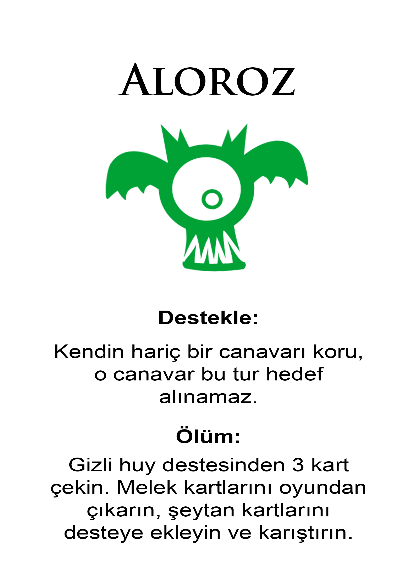 ALOROZ
Destekle:
Kendin hariç bir canavarı koru,
o canavar bu tur hedef
alınamaz.
Ölüm:
Gizli huy destesinden 3 kart
çekin. Melek kartlarını oyundan
çıkarın, şeytan kartlarını
desteye ekleyin ve karıştırın.